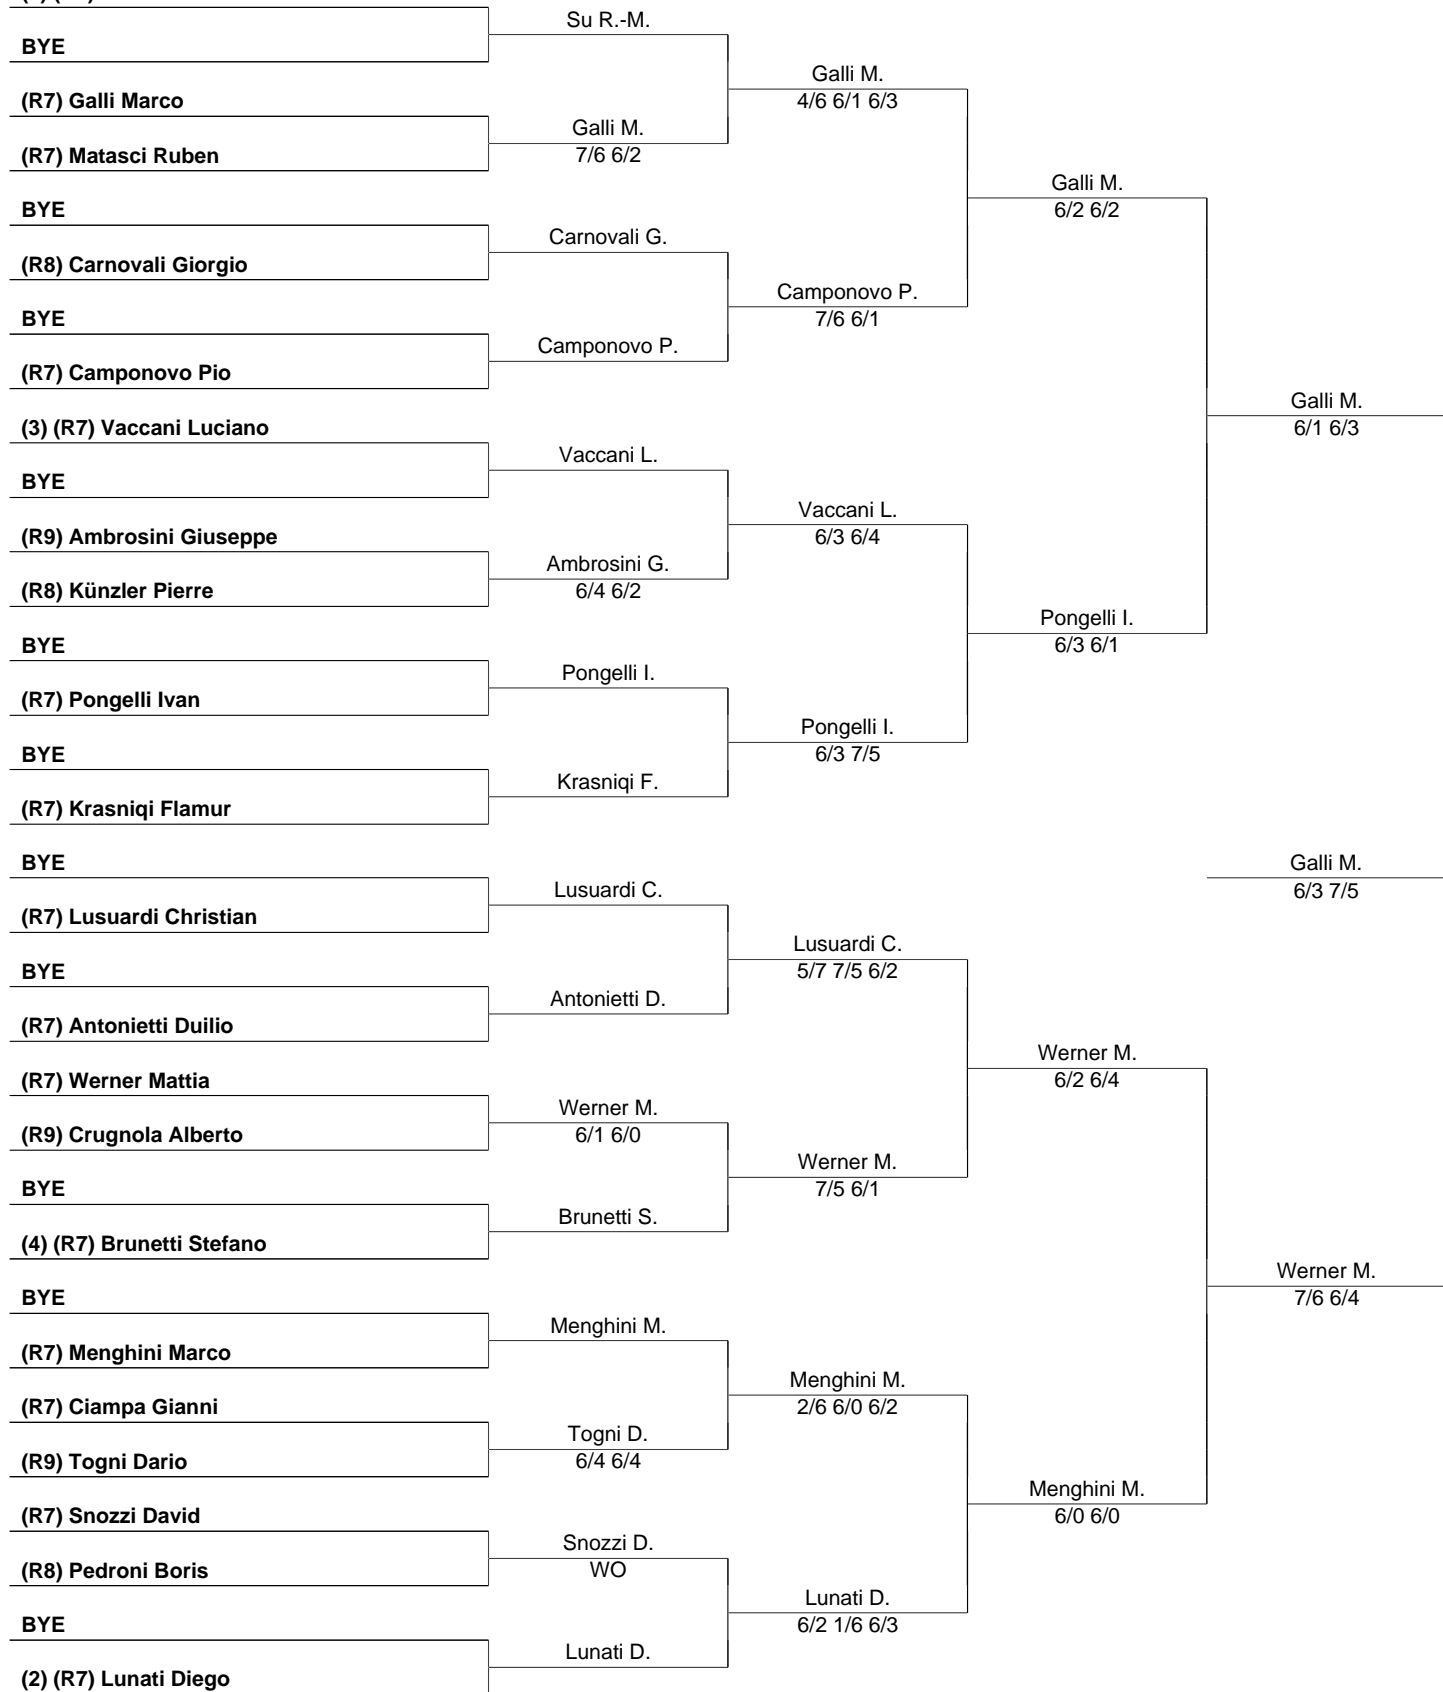 Su R.-M.
BYE
Galli M.
(R7) Galli Marco
4/6 6/1 6/3
Galli M.
(R7) Matasci Ruben
7/6 6/2
Galli M.
BYE
6/2 6/2
Carnovali G.
(R8) Carnovali Giorgio
Camponovo P.
BYE
7/6 6/1
Camponovo P.
(R7) Camponovo Pio
Galli M.
(3) (R7) Vaccani Luciano
6/1 6/3
Vaccani L.
BYE
Vaccani L.
(R9) Ambrosini Giuseppe
6/3 6/4
Ambrosini G.
(R8) Künzler Pierre
6/4 6/2
Pongelli I.
BYE
6/3 6/1
Pongelli I.
(R7) Pongelli Ivan
Pongelli I.
BYE
6/3 7/5
Krasniqi F.
(R7) Krasniqi Flamur
BYE
Galli M.
6/3 7/5
Lusuardi C.
(R7) Lusuardi Christian
Lusuardi C.
BYE
5/7 7/5 6/2
Antonietti D.
(R7) Antonietti Duilio
Werner M.
(R7) Werner Mattia
6/2 6/4
Werner M.
(R9) Crugnola Alberto
6/1 6/0
Werner M.
BYE
7/5 6/1
Brunetti S.
(4) (R7) Brunetti Stefano
Werner M.
BYE
7/6 6/4
Menghini M.
(R7) Menghini Marco
Menghini M.
(R7) Ciampa Gianni
2/6 6/0 6/2
Togni D.
(R9) Togni Dario
6/4 6/4
Menghini M.
(R7) Snozzi David
6/0 6/0
Snozzi D.
(R8) Pedroni Boris
WO
Lunati D.
BYE
6/2 1/6 6/3
Lunati D.
(2) (R7) Lunati Diego